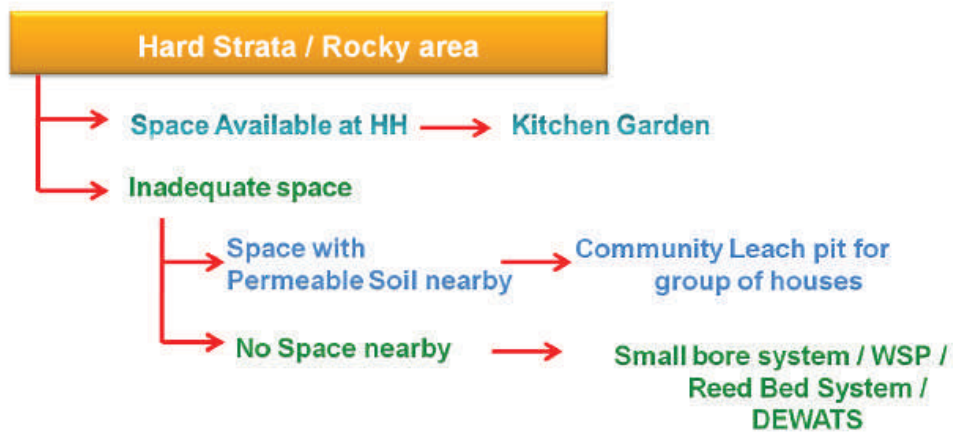 Hard Strata / Rocky area
Space Available at HH
Kitchen Garden
Inadequate space
Space with
Permeable Soil nearby
Community Leach pit for
group of houses
No Space nearby
Small bore system / WSP /
Reed Bed System /
DEWATS